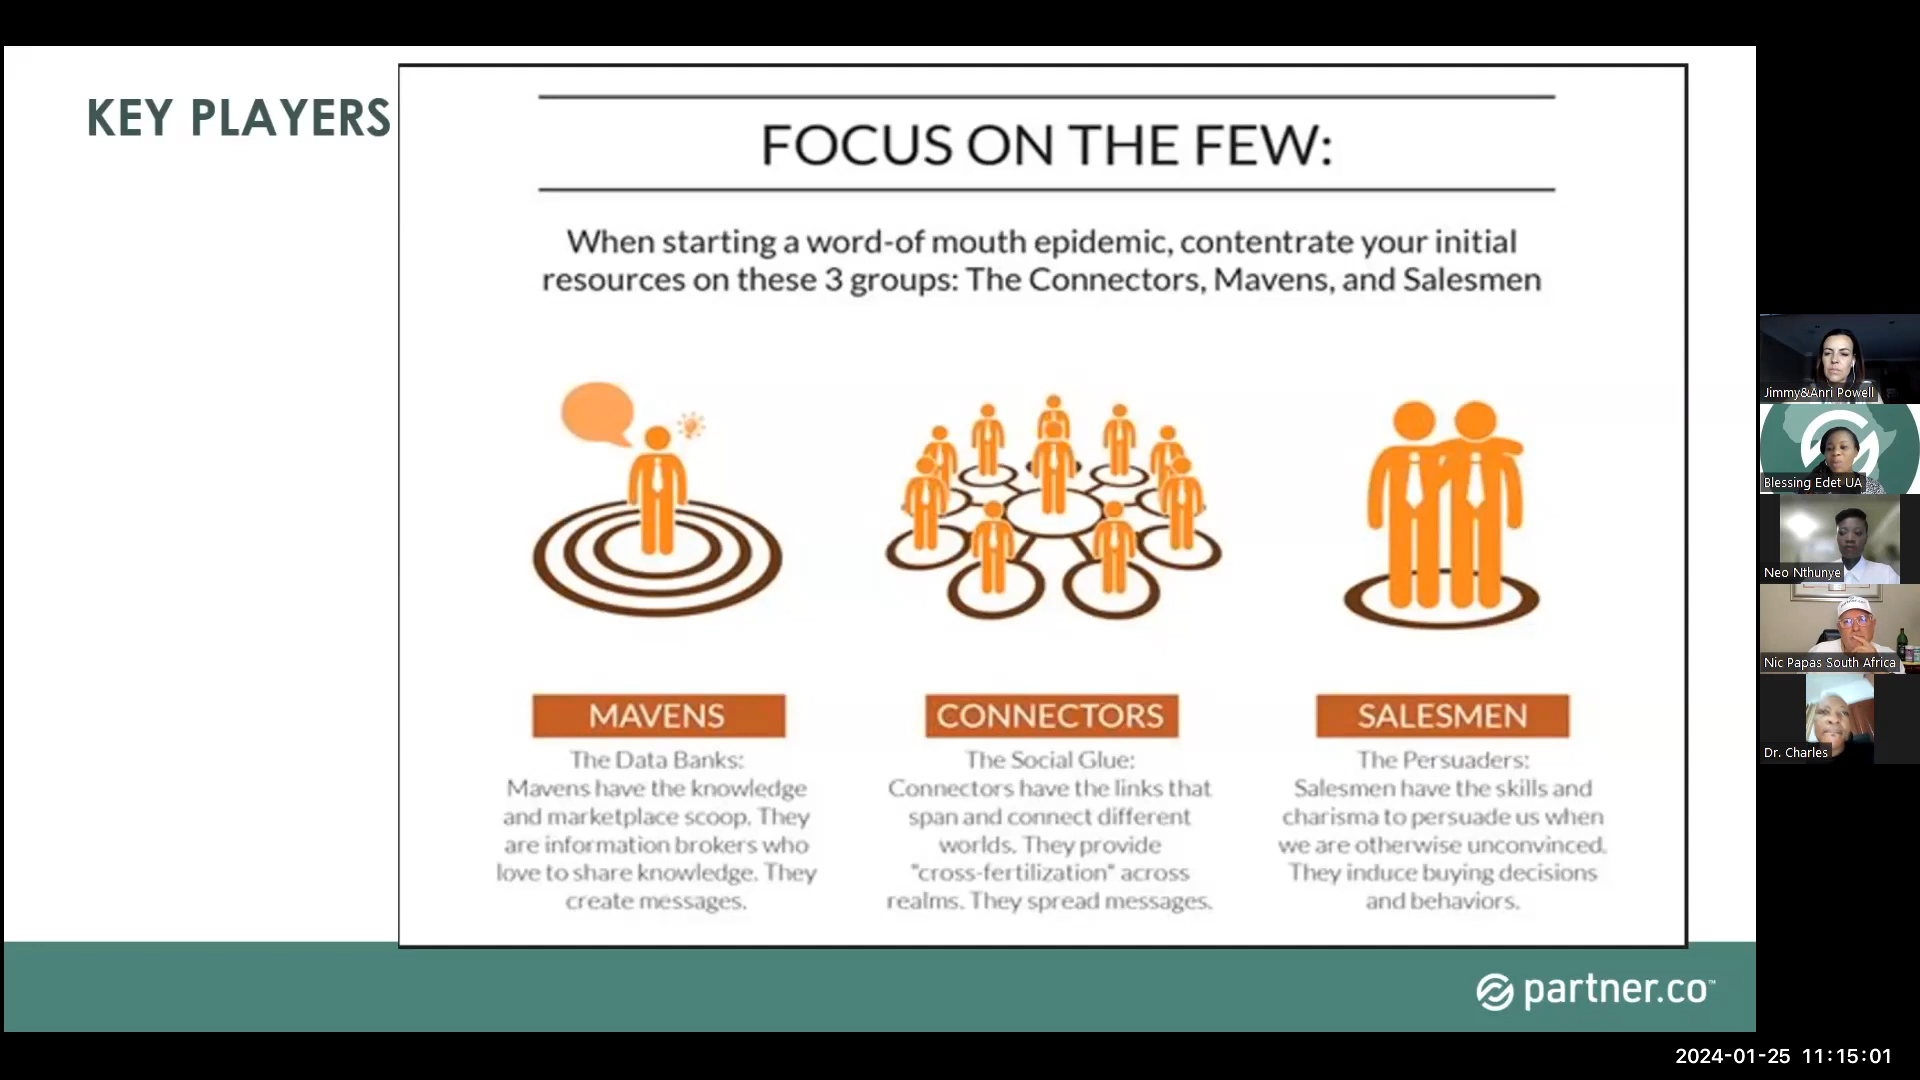 KEY PLAYERS
FOCUS ON THE FEW:
When starting a word-of mouth epidemic, contentrate your initial
resources on these 3 groups: The Connectors, Mavens, and Salesmen
MAVENS
The Data Banks:
Mavens have the knowledge
and marketplace scoop. They
are information brokers who
love to share knowledge. They
create messages.
CONNECTORS
The Social Glue:
Connectors have the links that
span and connect different
worlds. They provide
"cross-fertilization" across
realms. They spread messages.
SALESMEN
The Persuaders:
Salesmen have the skills and
charisma to persuade us when
we are otherwise unconvinced.
They induce buying decisions
and behaviors.
partner.co™
Jimmy&Anri Powell
Blessing Edet UA
Neo Nthunye
Nic Papas South Africa
Dr. Charles
2024-01-25 11:15:01